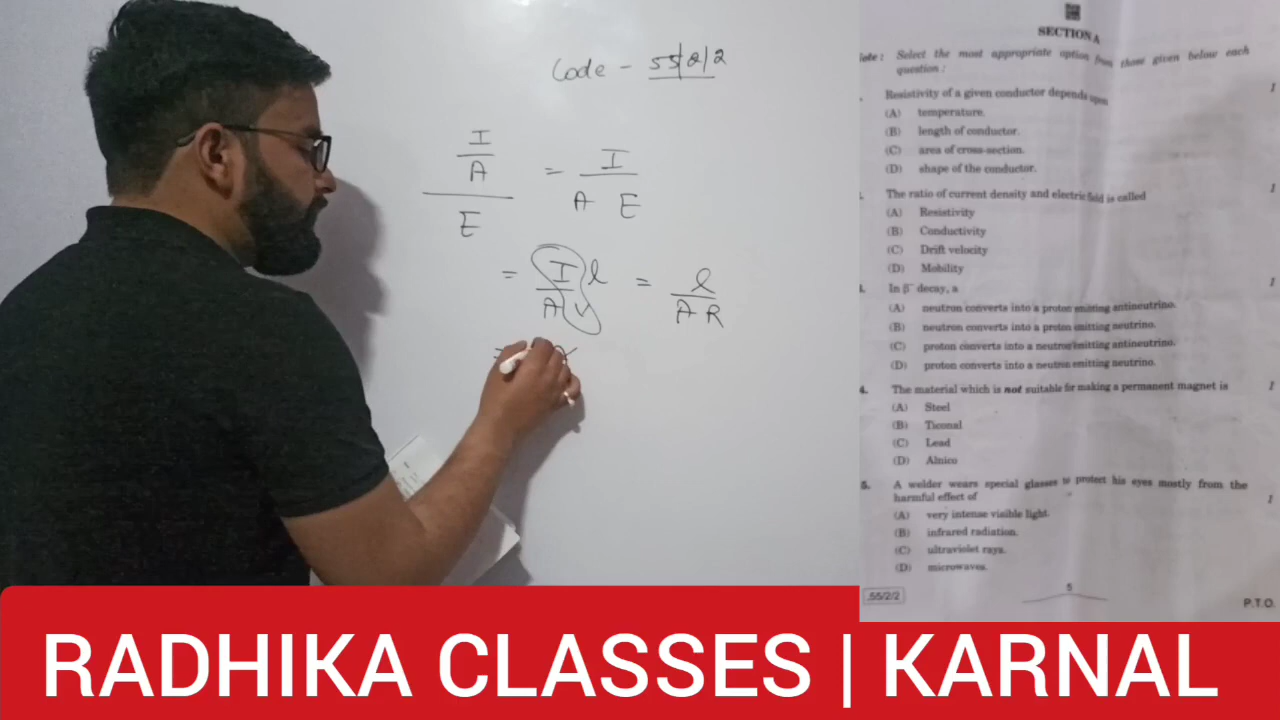 Code - 55/2/2
I
A
E
= I
A E
= I l
A V
= l
A R
=
SECTION A
Note : Select the most appropriate option from those given below each
question :
Resistivity of a given conductor depends upon 1
(A) temperature.
(B) length of conductor.
(C) area of cross-section.
(D) shape of the conductor.
The ratio of current density and electric field is called 1
(A) Resistivity
(B) Conductivity
(C) Drift velocity
(D) Mobility
In β⁻ decay, a 1
(A) neutron converts into a proton emitting antineutrino.
(B) neutron converts into a proton emitting neutrino.
(C) proton converts into a neutron emitting antineutrino.
(D) proton converts into a neutron emitting neutrino.
4. The material which is not suitable for making a permanent magnet is 1
(A) Steel
(B) Ticonal
(C) Lead
(D) Alnico
5. A welder wears special glasses to protect his eyes mostly from the
harmful effect of 1
(A) very intense visible light.
(B) infrared radiation.
(C) ultraviolet rays.
(D) microwaves.
55/2/2 5 P.T.O.
RADHIKA CLASSES | KARNAL